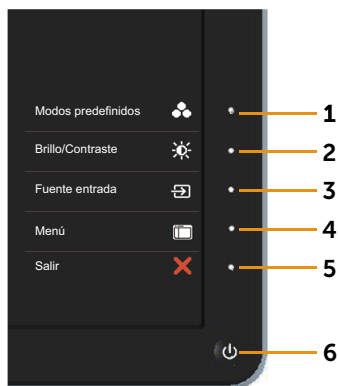 Modos predefinidos 1
Brillo/Contraste 2
Fuente entrada 3
Menú 4
Salir 5
6